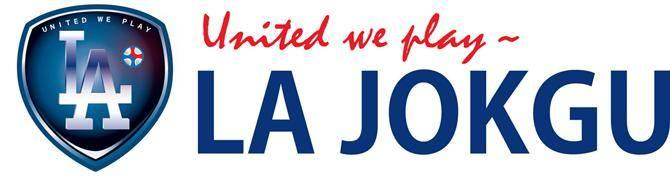 UNITED WE PLAY
LA
United we play ~
LA JOKGU